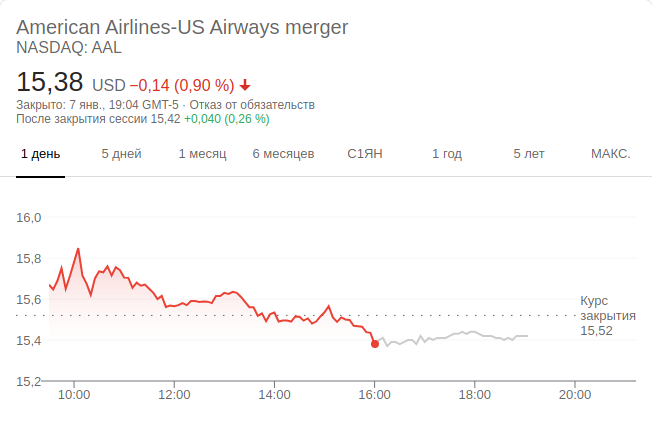 American Airlines-US Airways merger
NASDAQ: AAL
15,38 USD −0,14 (0,90 %)
Закрыто: 7 янв., 19:04 GMT-5 · Отказ от обязательств
После закрытия сессии 15,42 +0,040 (0,26 %)
1 день 5 дней 1 месяц 6 месяцев С1ЯН 1 год 5 лет МАКС.
16,0
15,8
15,6
Курс
закрытия
15,52
15,4
15,2
10:00 12:00 14:00 16:00 18:00 20:00